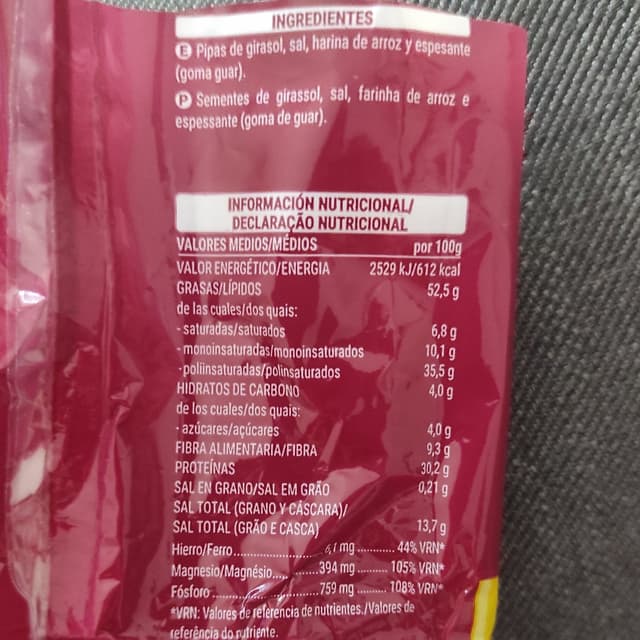 INGREDIENTES
E Pipas de girasol, sal, harina de arroz y espesante
(goma guar).
P Sementes de girassol, sal, farinha de arroz e
espessante (goma de guar).
INFORMACIÓN NUTRICIONAL/
DECLARAÇÃO NUTRICIONAL
VALORES MEDIOS/MÉDIOS por 100g
VALOR ENERGÉTICO/ENERGIA 2529 kJ/612 kcal
GRASAS/LÍPIDOS 52,5 g
de las cuales/dos quais:
- saturadas/saturados 6,8 g
- monoinsaturadas/monoinsaturados 10,1 g
- poliinsaturadas/polinsaturados 35,5 g
HIDRATOS DE CARBONO 4,0 g
de los cuales/dos quais:
- azúcares/açúcares 4,0 g
FIBRA ALIMENTARIA/FIBRA 9,3 g
PROTEÍNAS 30,2 g
SAL EN GRANO/SAL EM GRÃO 0,21 g
SAL TOTAL (GRANO Y CÁSCARA)/
SAL TOTAL (GRÃO E CASCA) 13,7 g
Hierro/Ferro.................. 6,1 mg ........... 44% VRN*
Magnesio/Magnésio.......... 394 mg ......... 105% VRN*
Fósforo ...................... 759 mg ......... 108% VRN*
*VRN: Valores de referencia de nutrientes./Valores de
referência do nutriente.